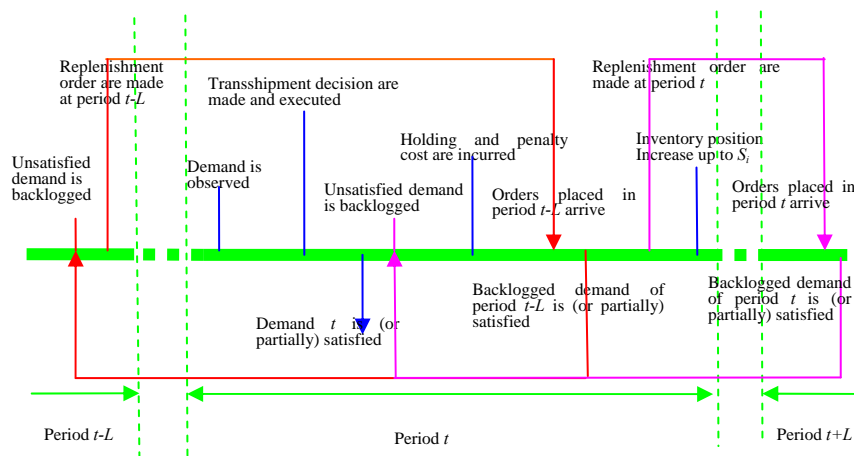 Replenishment
order are made
at period t-L
Transshipment decision are
made and executed
Replenishment order are
made at period t
Unsatisfied
demand is
backlogged
Demand is
observed
Unsatisfied demand
is backlogged
Holding and penalty
cost are incurred
Orders placed in
period t-L arrive
Inventory position
Increase up to Si
Orders placed in
period t arrive
Demand t is (or
partially) satisfied
Backlogged demand of
period t-L is (or partially)
satisfied
Backlogged demand
of period t is (or
partially) satisfied
Period t-L
Period t
Period t+L